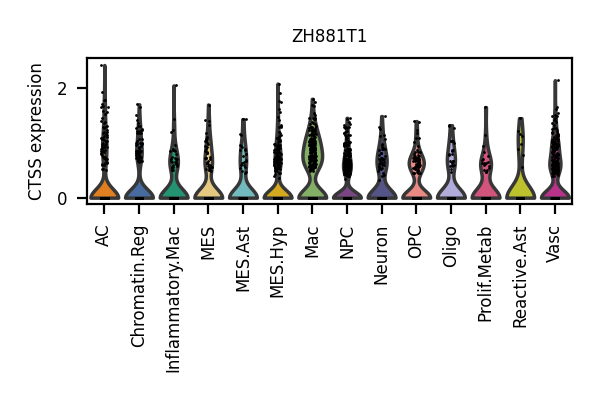 ZH881T1
CTSS expression
2
0
AC
Chromatin.Reg
Inflammatory.Mac
MES
MES.Ast
MES.Hyp
Mac
NPC
Neuron
OPC
Oligo
Prolif.Metab
Reactive.Ast
Vasc